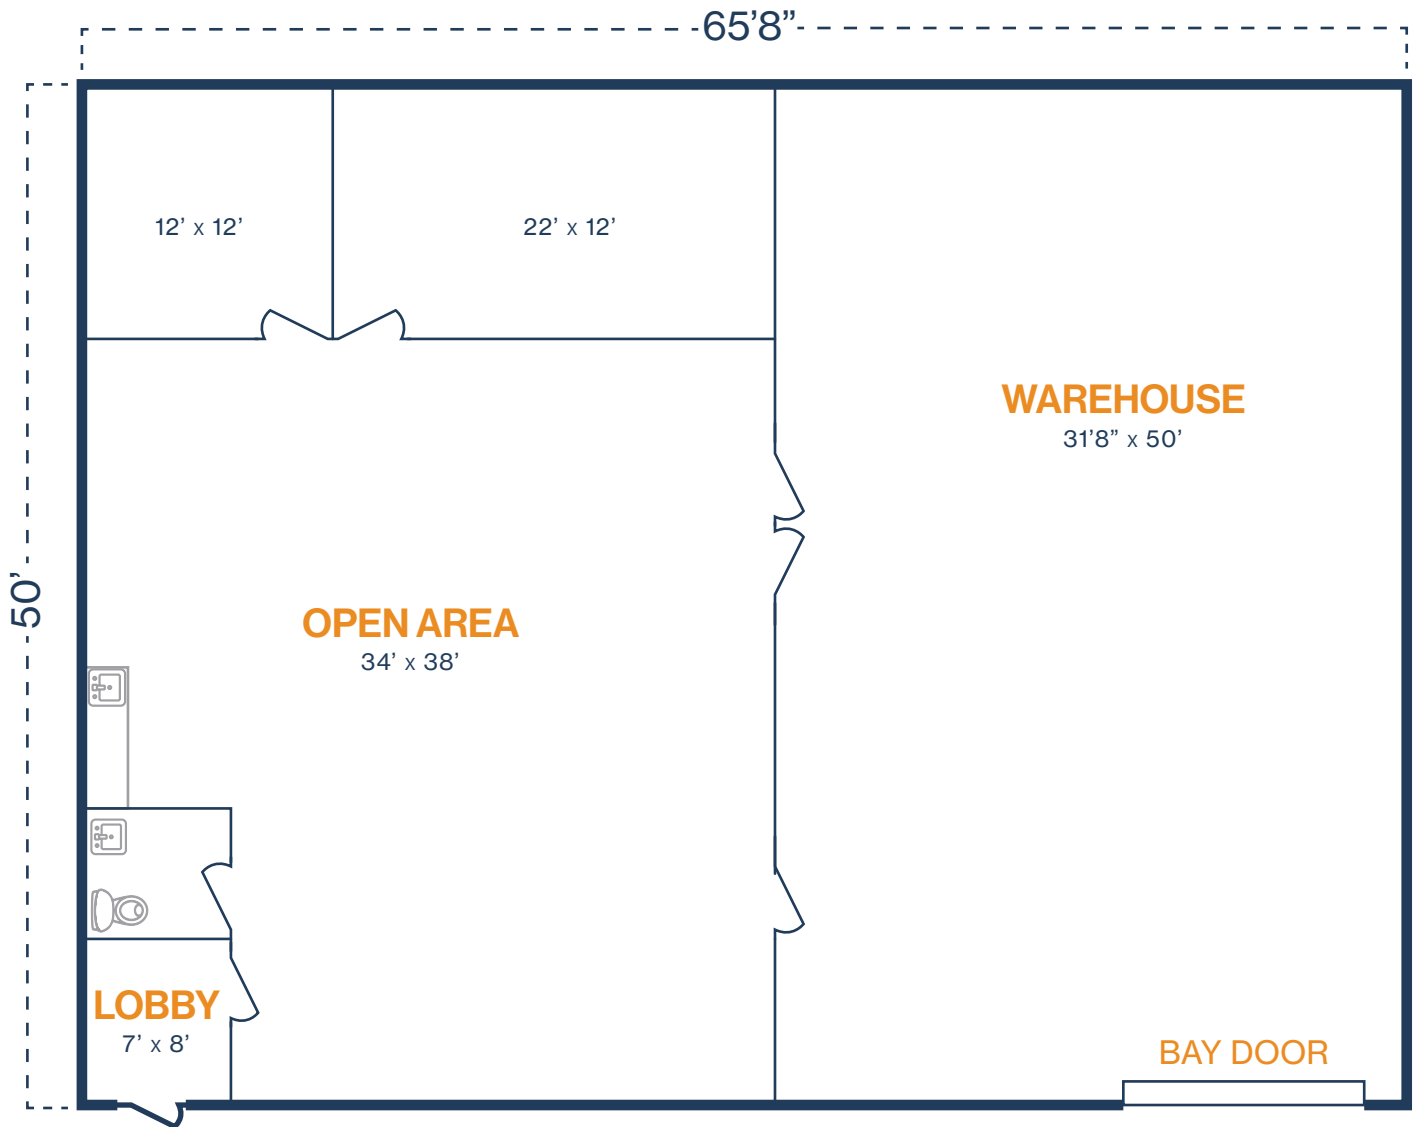 65’8”
12’ x 12’
22’ x 12’
WAREHOUSE
31’8” x 50’
50’
OPEN AREA
34’ x 38’
LOBBY
7’ x 8’
BAY DOOR